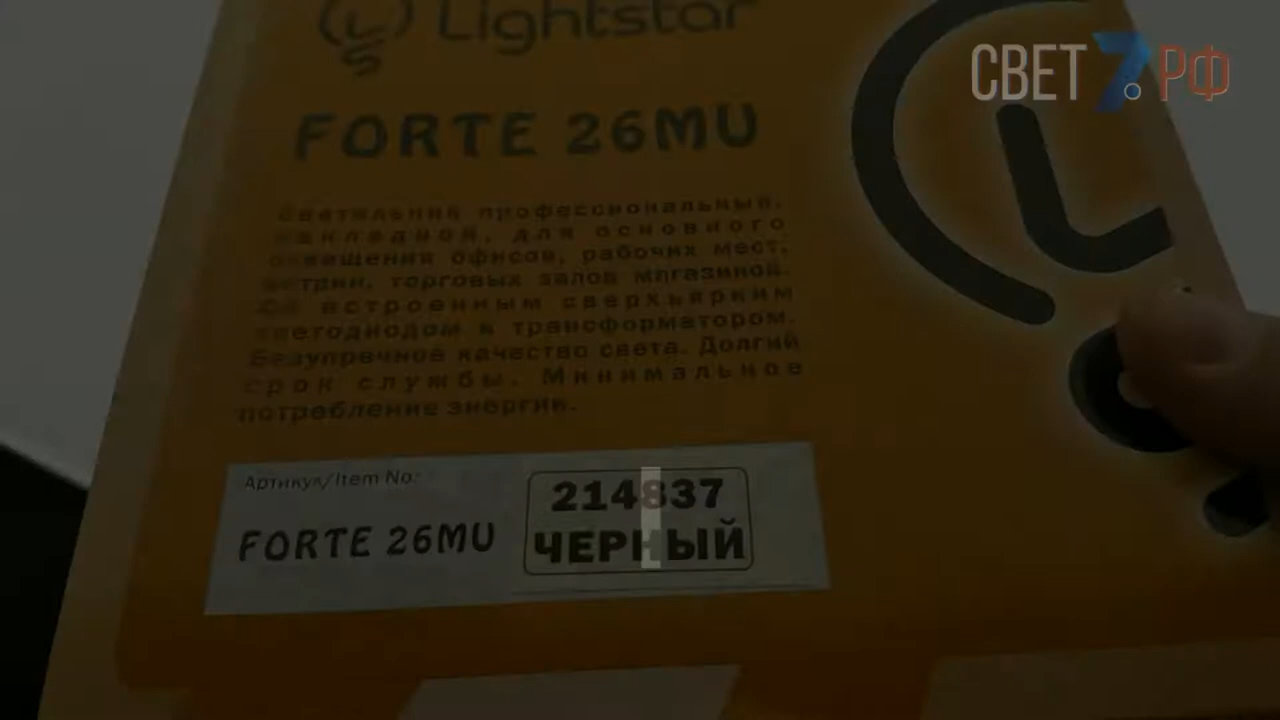 Lightstar
СВЕТ7.РФ
FORTE 26MU
Светильник профессиональный,
накладной, для основного
освещения офисов, рабочих мест,
витрин, торговых залов магазинов.
Со встроенным сверхъярким
светодиодом и трансформатором.
Безупречное качество света. Долгий
срок службы. Минимальное
потребление энергии.
Артикул/Item No.:
214837
FORTE 26MU
ЧЕРНЫЙ